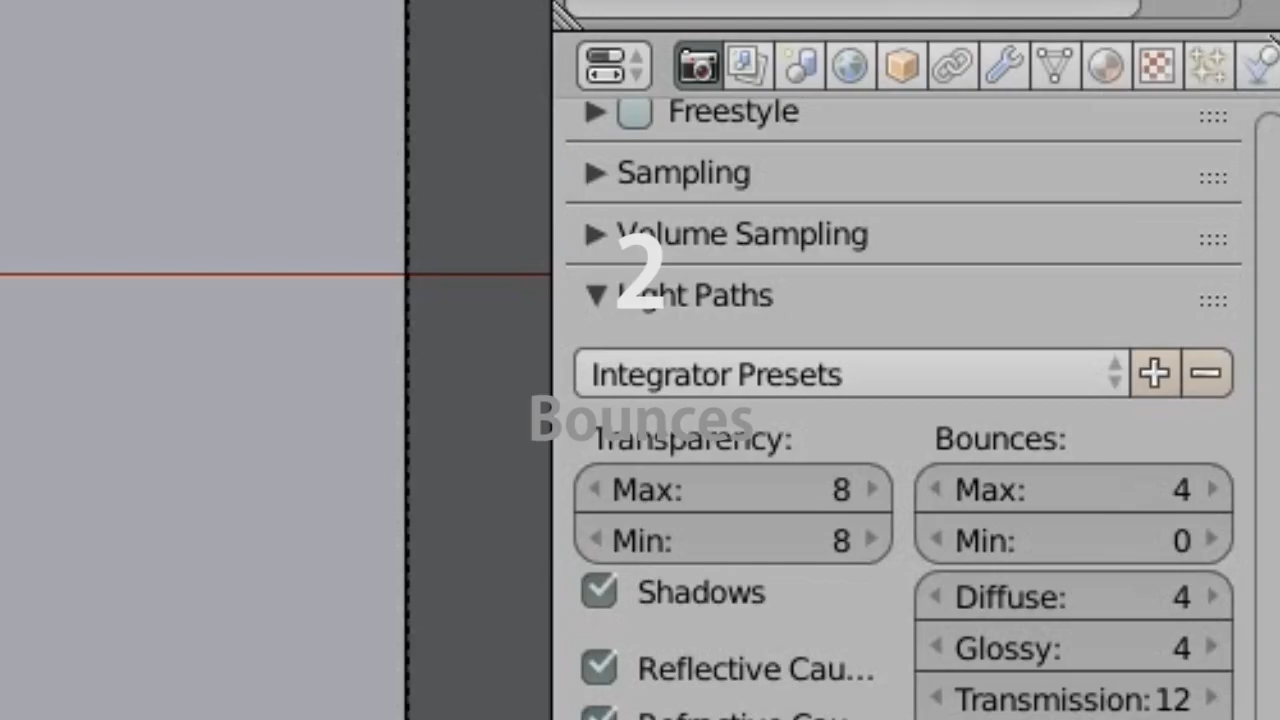 Freestyle
Sampling
Volume Sampling
2
Light Paths
Integrator Presets
Bounces
Transparency:
Bounces:
Max: 8
Max: 4
Min: 8
Min: 0
Shadows
Diffuse: 4
Glossy: 4
Reflective Cau...
Transmission: 12